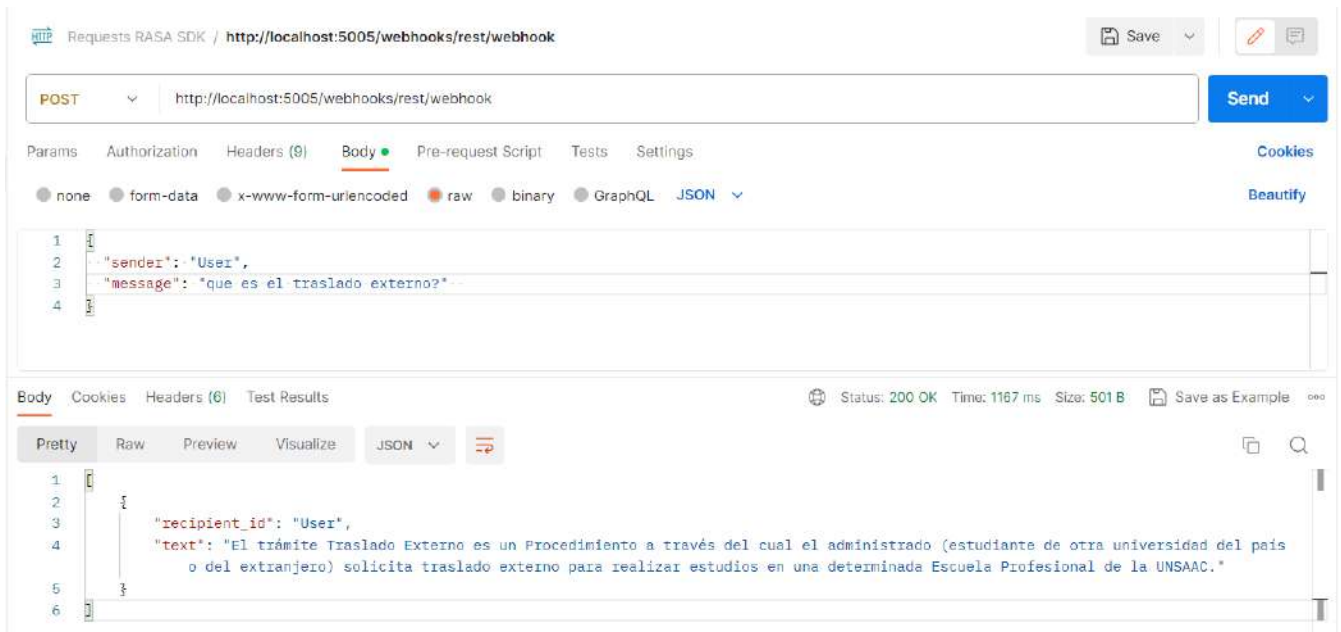 HTTP Requests RASA SDK / http://localhost:5005/webhooks/rest/webhook Save
POST http://localhost:5005/webhooks/rest/webhook Send
Params Authorization Headers (9) Body Pre-request Script Tests Settings Cookies
none form-data x-www-form-urlencoded raw binary GraphQL JSON Beautify
1 {
2 "sender": "User",
3 "message": "que es el traslado externo?"
4 }
Body Cookies Headers (6) Test Results Status: 200 OK Time: 1167 ms Size: 501 B Save as Example
Pretty Raw Preview Visualize JSON
1 [
2 {
3 "recipient_id": "User",
4 "text": "El trámite Traslado Externo es un Procedimiento a través del cual el administrado (estudiante de otra universidad del país
o del extranjero) solicita traslado externo para realizar estudios en una determinada Escuela Profesional de la UNSAAC."
5 }
6 ]